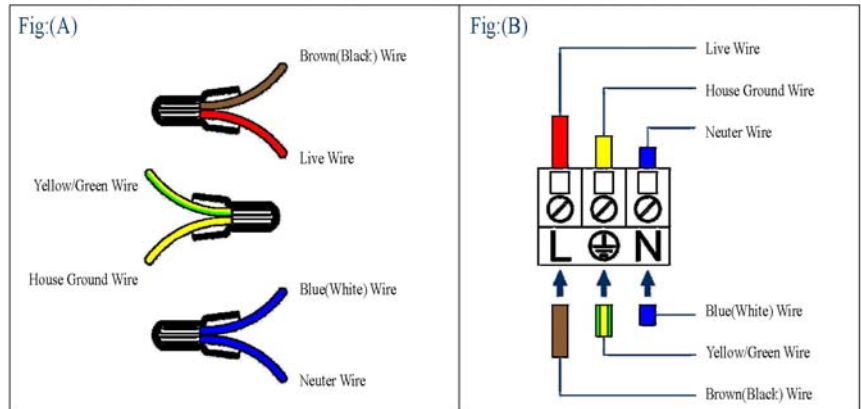 Fig:(A)
Brown(Black) Wire
Live Wire
Yellow/Green Wire
House Ground Wire
Blue(White) Wire
Neuter Wire
Fig:(B)
Live Wire
House Ground Wire
Neuter Wire
L N
Blue(White) Wire
Yellow/Green Wire
Brown(Black) Wire